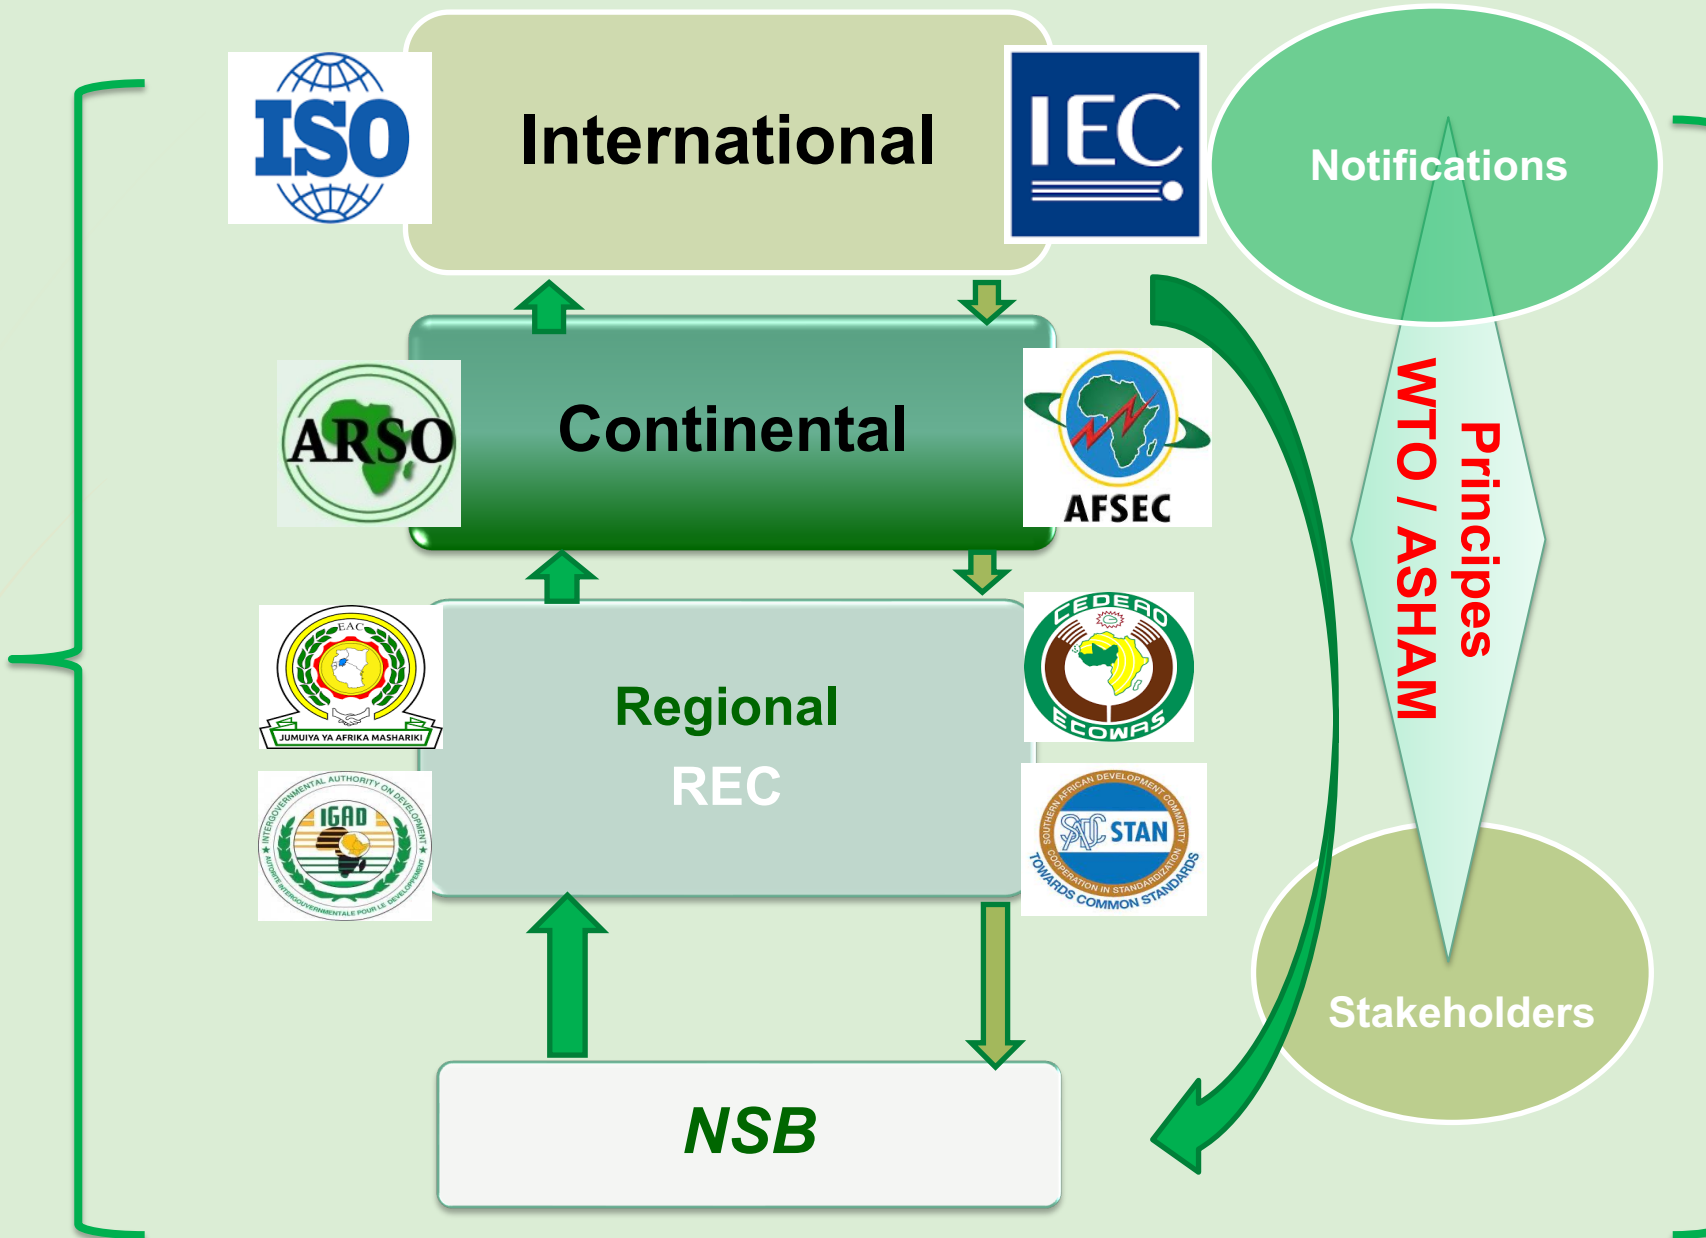 ISO
International
IEC
Notifications
ARSO
Continental
AFSEC
Principes
WTO / ASHAM
EAC
JUMUIYA YA AFRIKA MASHARIKI
Regional
REC
CEDEAO
ECOWAS
INTERGOVERNMENTAL AUTHORITY ON DEVELOPMENT
IGAD
AUTORITE INTERGOUVERNEMENTALE POUR LE DEVELOPPEMENT
SOUTHERN AFRICAN DEVELOPMENT COMMUNITY
SADC STAN
COOPERATION IN STANDARDIZATION
TOWARDS COMMON STANDARDS
Stakeholders
NSB